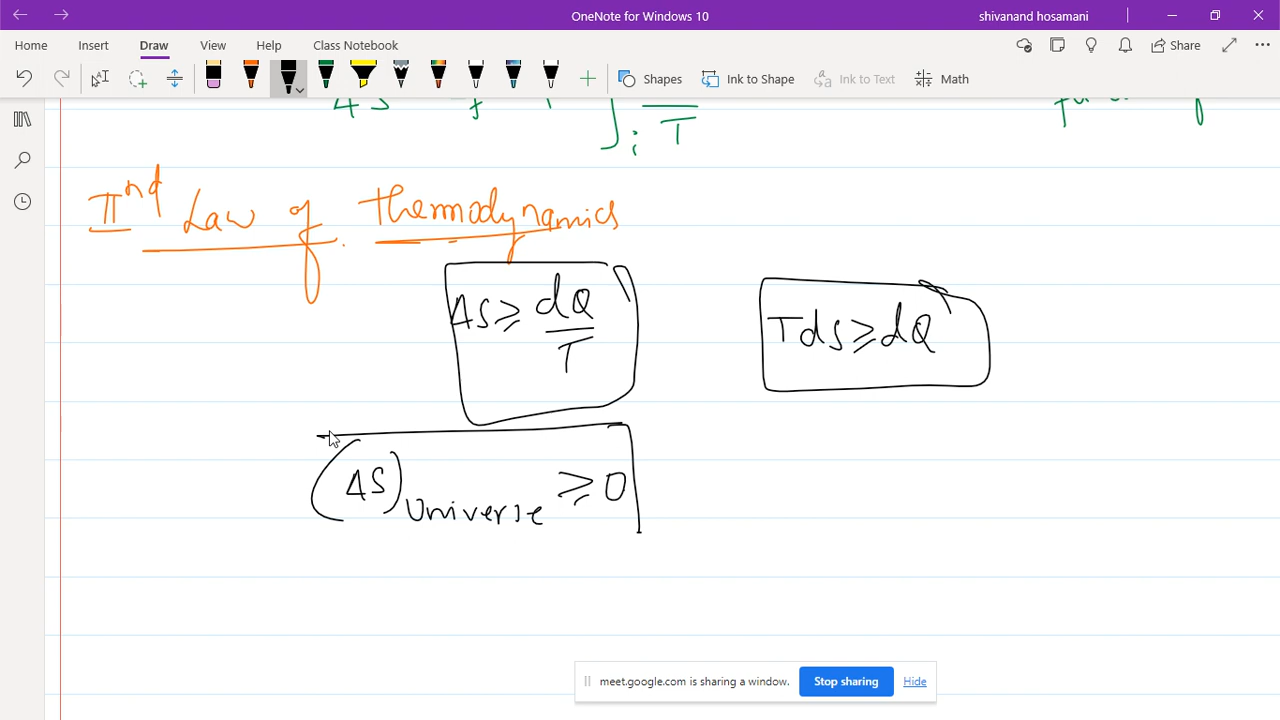 OneNote for Windows 10
shivanand hosamani
Home Insert Draw View Help Class Notebook
Share
Shapes Ink to Shape Ink to Text Math
ΔS
∫i T
IInd Law of thermodynamics
ΔS ≥ dQ/T
Tds ≥ dQ
(ΔS)Universe ≥ 0
meet.google.com is sharing a window. Stop sharing Hide